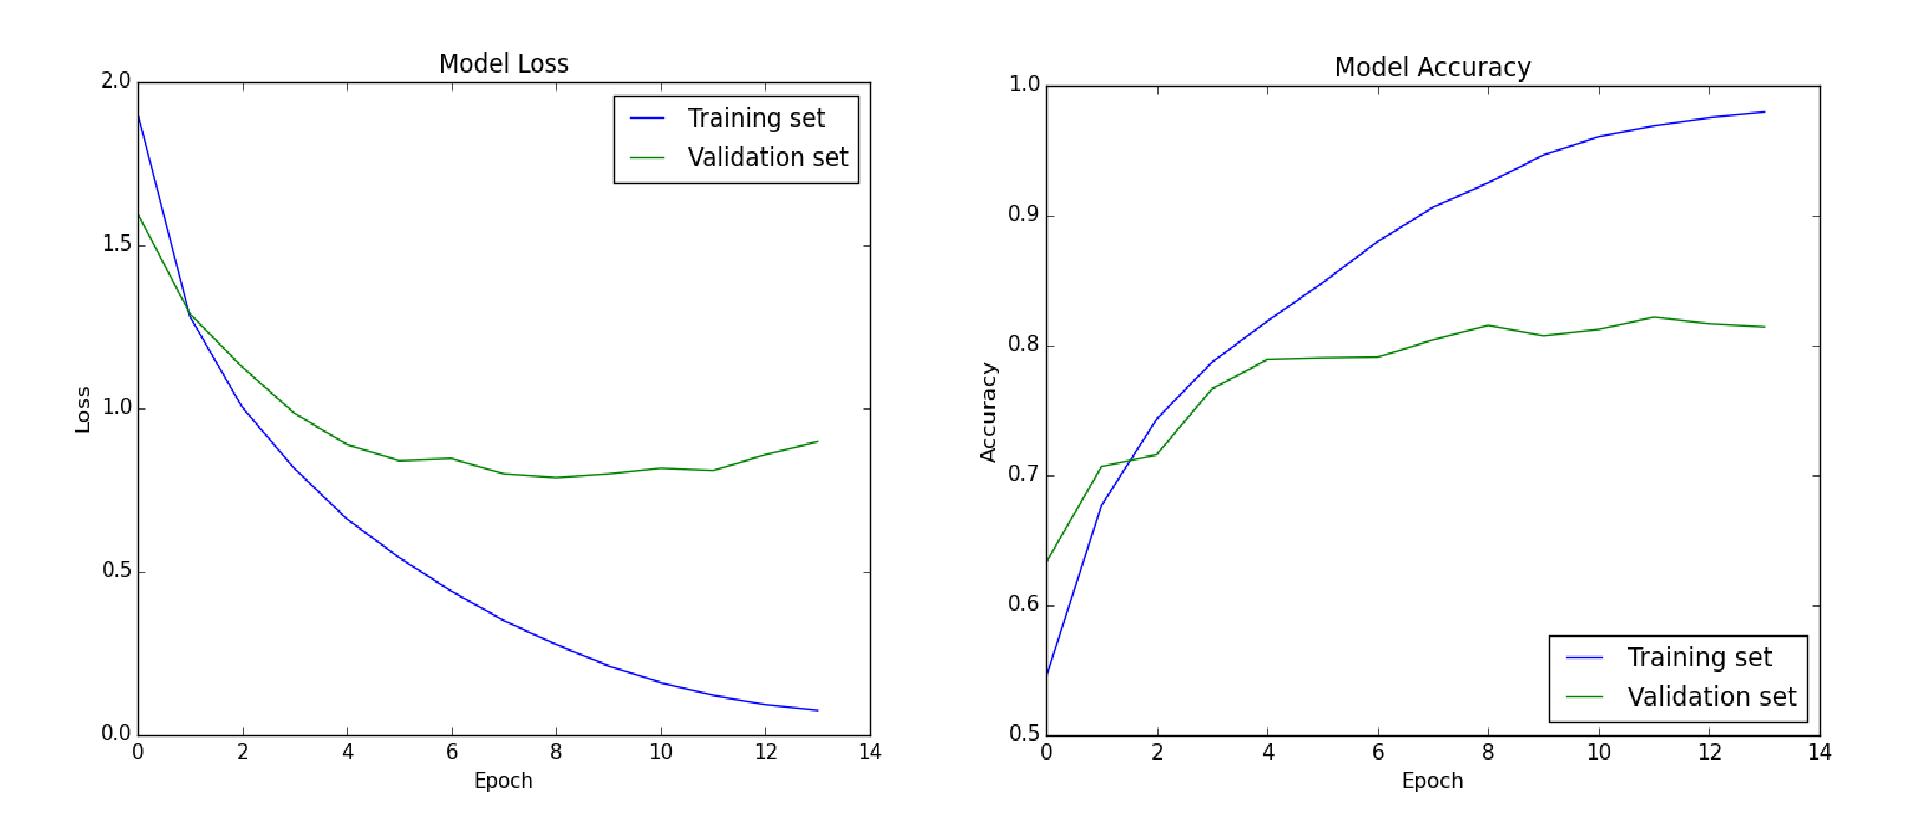 Model Loss
2.0
1.5
1.0
0.5
0.0
Loss
0 2 4 6 8 10 12 14
Epoch
Training set
Validation set
Model Accuracy
1.0
0.9
0.8
0.7
0.6
0.5
Accuracy
0 2 4 6 8 10 12 14
Epoch
Training set
Validation set